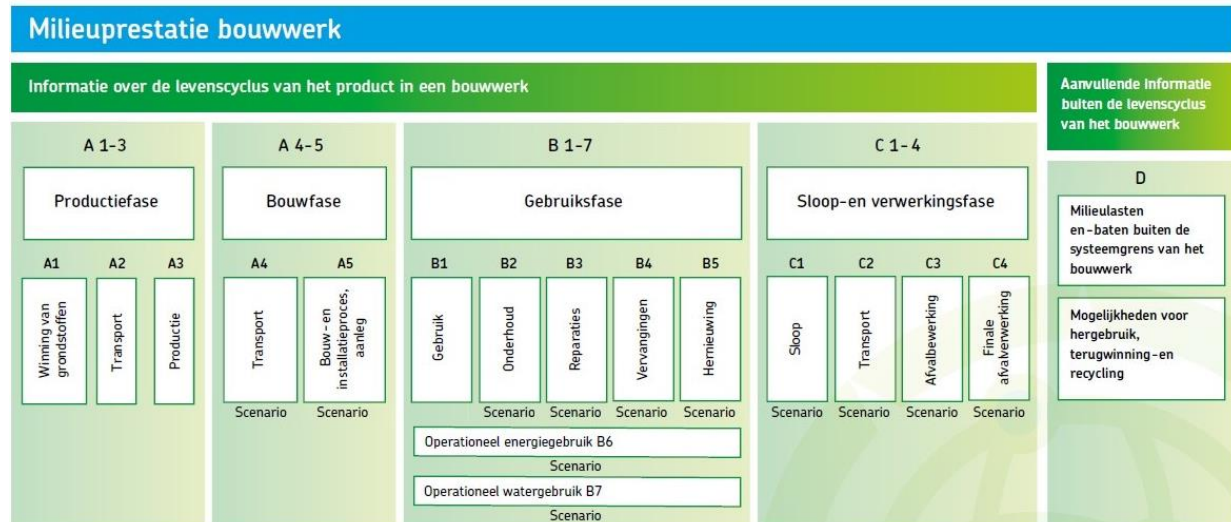 Milieuprestatie bouwwerk
Informatie over de levenscyclus van het product in een bouwwerk
Aanvullende informatie
buiten de levenscyclus
van het bouwwerk
A 1-3
Productiefase
A1
A2
A3
Winning van
grondstoffen
Transport
Productie
A 4-5
Bouwfase
A4
A5
Transport
Bouw- en
installatieproces,
aanleg
Scenario
Scenario
B 1-7
Gebruiksfase
B1
B2
B3
B4
B5
Gebruik
Onderhoud
Reparaties
Vervangingen
Hernieuwing
Scenario
Scenario
Scenario
Scenario
Operationeel energiegebruik B6
Scenario
Operationeel watergebruik B7
Scenario
C 1-4
Sloop-en verwerkingsfase
C1
C2
C3
C4
Sloop
Transport
Afvalbewerking
Finale
afvalverwerking
Scenario
Scenario
Scenario
Scenario
D
Milieulasten
en-baten buiten de
systeemgrens van het
bouwwerk
Mogelijkheden voor
hergebruik,
terugwinning-en
recycling